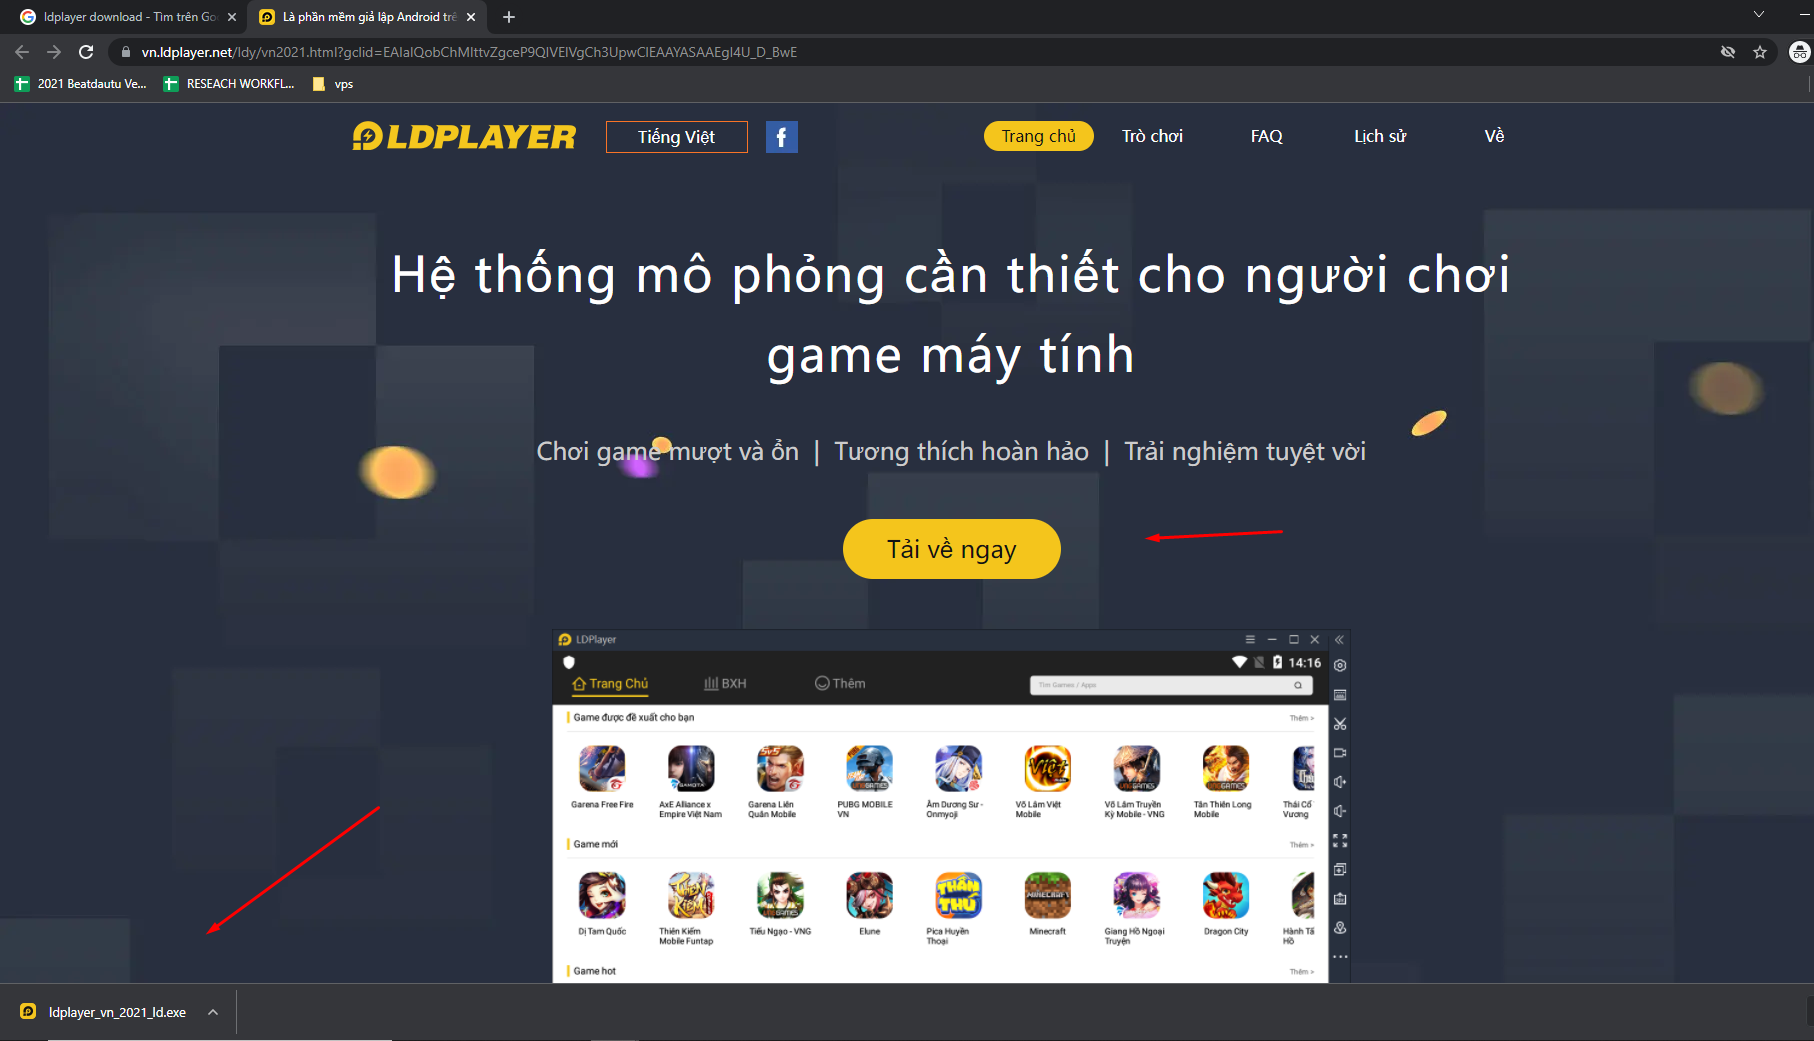 ldplayer download - Tìm trên Go
Là phần mềm giả lập Android trê
vn.ldplayer.net/ldy/vn2021.html?gclid=EAIaIQobChMIttvZgceP9QIVEIVgCh3UpwCIEAAYASAAEgI4U_D_BwE
2021 Beatdautu Ve...
RESEACH WORKFL...
vps
LDPLAYER
Tiếng Việt
Trang chủ
Trò chơi
FAQ
Lịch sử
Về
Hệ thống mô phỏng cần thiết cho người chơi
game máy tính
Chơi game mượt và ổn | Tương thích hoàn hảo | Trải nghiệm tuyệt vời
Tải về ngay
LDPlayer
14:16
Trang Chủ
BXH
Thêm
Tìm Games / Apps
Game được đề xuất cho bạn
Thêm >
Garena Free Fire
AxE Alliance x
Empire Việt Nam
Garena Liên
Quân Mobile
PUBG MOBILE
VN
Âm Dương Sư -
Onmyoji
Võ Lâm Việt
Mobile
Võ Lâm Truyền
Kỳ Mobile - VNG
Tân Thiên Long
Mobile
Thái Cổ
Vương
Game mới
Thêm >
Dị Tam Quốc
Thiên Kiếm
Mobile Funtap
Tiếu Ngạo - VNG
Elune
Pica Huyền
Thoại
Minecraft
Giang Hồ Ngoại
Truyện
Dragon City
Hành Tẩ
Hồ
Game hot
Thêm >
ldplayer_vn_2021_ld.exe